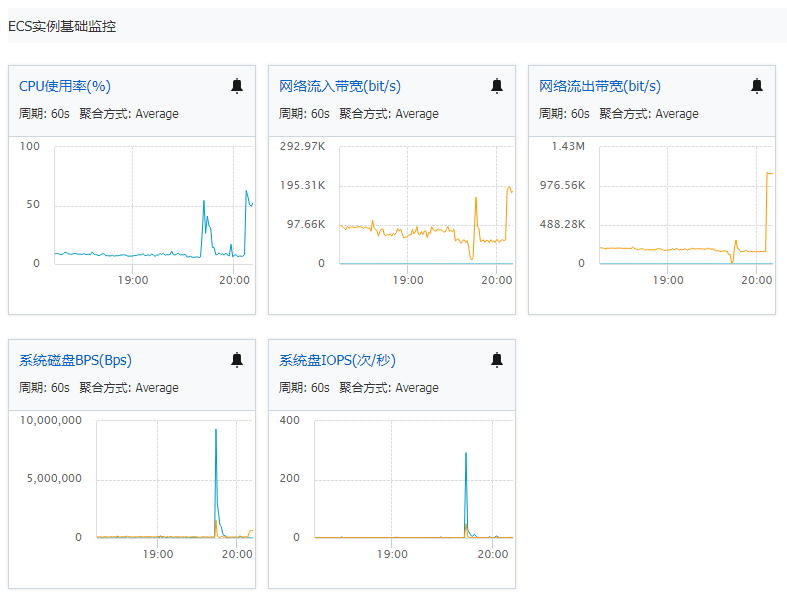 ECS实例基础监控
CPU使用率(%)
周期: 60s 聚合方式: Average
100
50
0
19:00
20:00
网络流入带宽(bit/s)
周期: 60s 聚合方式: Average
292.97K
195.31K
97.66K
0
19:00
20:00
网络流出带宽(bit/s)
周期: 60s 聚合方式: Average
1.43M
976.56K
488.28K
0
19:00
20:00
系统磁盘BPS(Bps)
周期: 60s 聚合方式: Average
10,000,000
5,000,000
0
19:00
20:00
系统盘IOPS(次/秒)
周期: 60s 聚合方式: Average
400
200
0
19:00
20:00